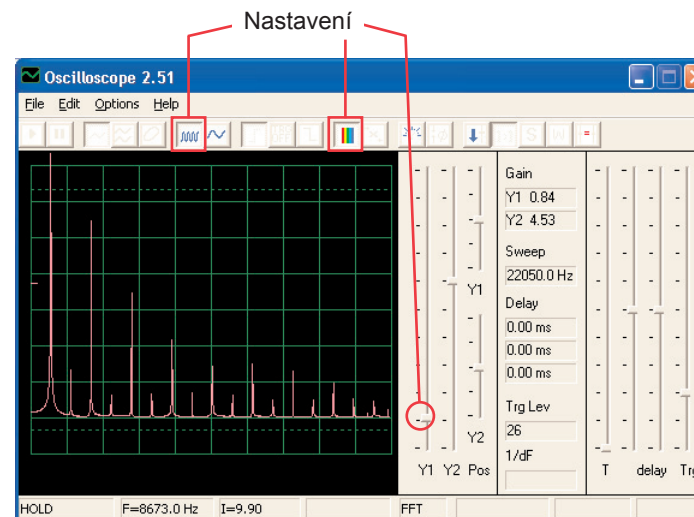 Nastavení
Oscilloscope 2.51
File Edit Options Help
Gain
Y1 0.84
Y2 4.53
Sweep
22050.0 Hz
Y1
Delay
0.00 ms
0.00 ms
0.00 ms
Trg Lev
26
Y2
1/dF
Y1 Y2 Pos
T delay Trg
HOLD F=8673.0 Hz I=9.90 FFT